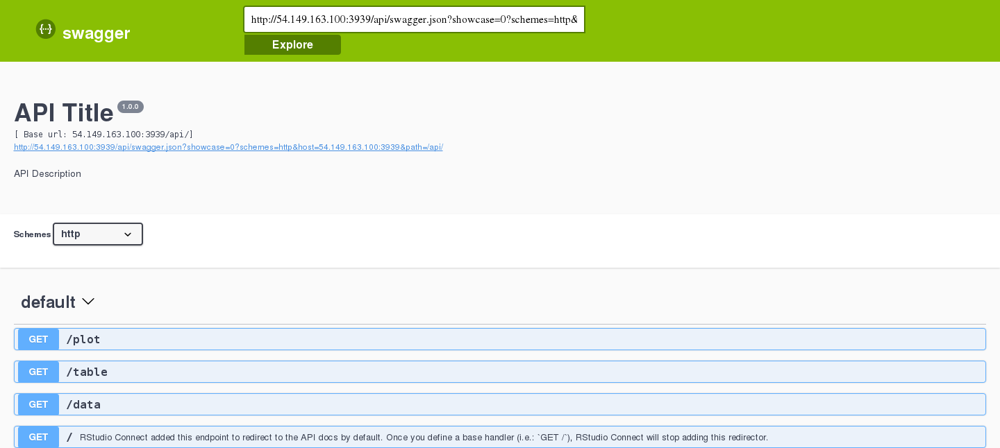 {··} swagger
http://54.149.163.100:3939/api/swagger.json?showcase=0?schemes=http&
Explore
API Title 1.0.0
[ Base url: 54.149.163.100:3939/api/]
http://54.149.163.100:3939/api/swagger.json?showcase=0?schemes=http&host=54.149.163.100:3939&path=/api/
API Description
Schemes http
default
GET /plot
GET /table
GET /data
GET / RStudio Connect added this endpoint to redirect to the API docs by default. Once you define a base handler (i.e.: `GET /`), RStudio Connect will stop adding this redirector.